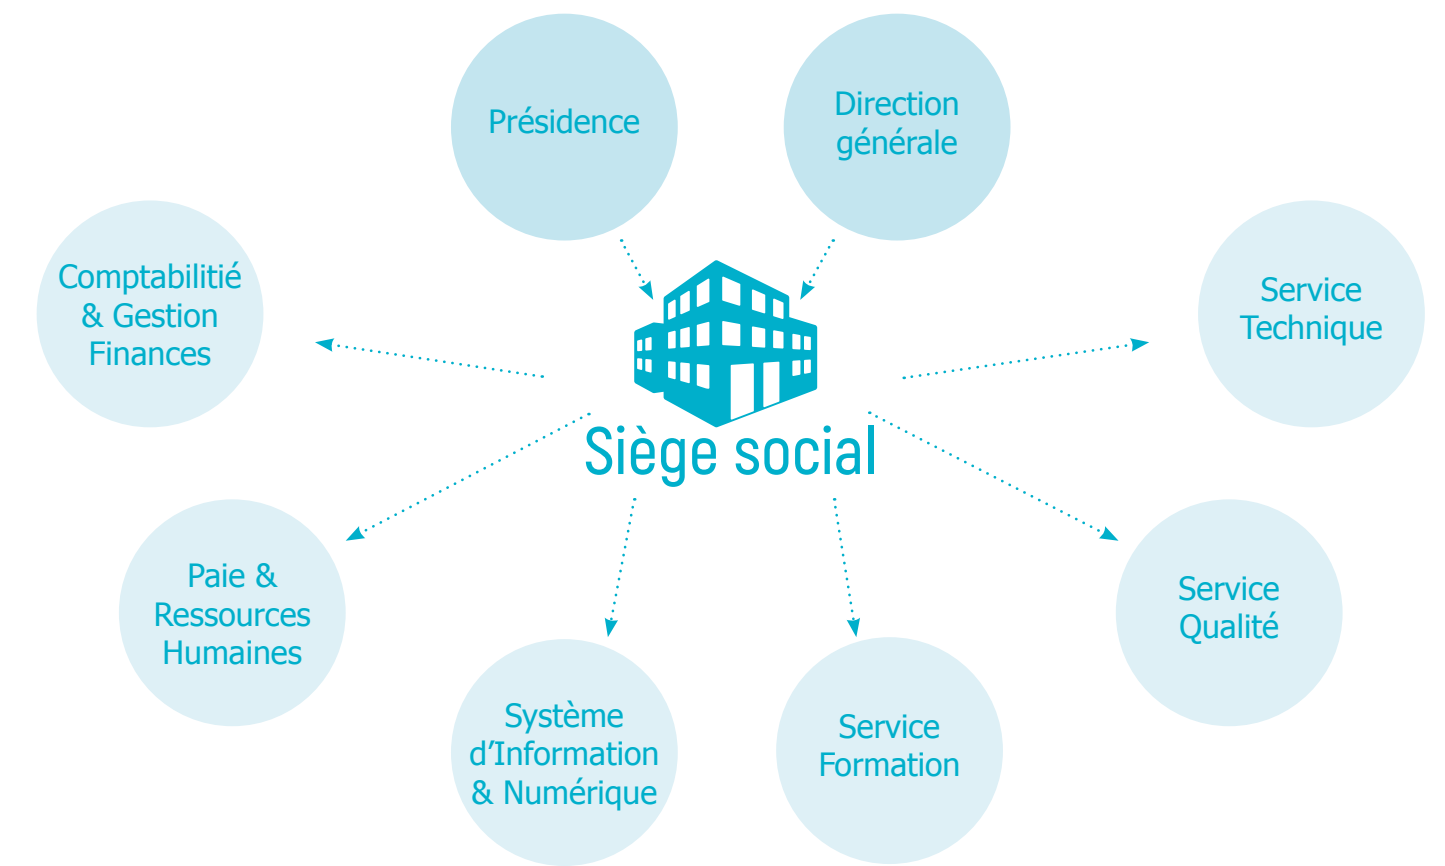 Présidence
Direction
générale
Comptabilitié
& Gestion
Finances
Service
Technique
Siège social
Paie &
Ressources
Humaines
Service
Qualité
Système
d’Information
& Numérique
Service
Formation